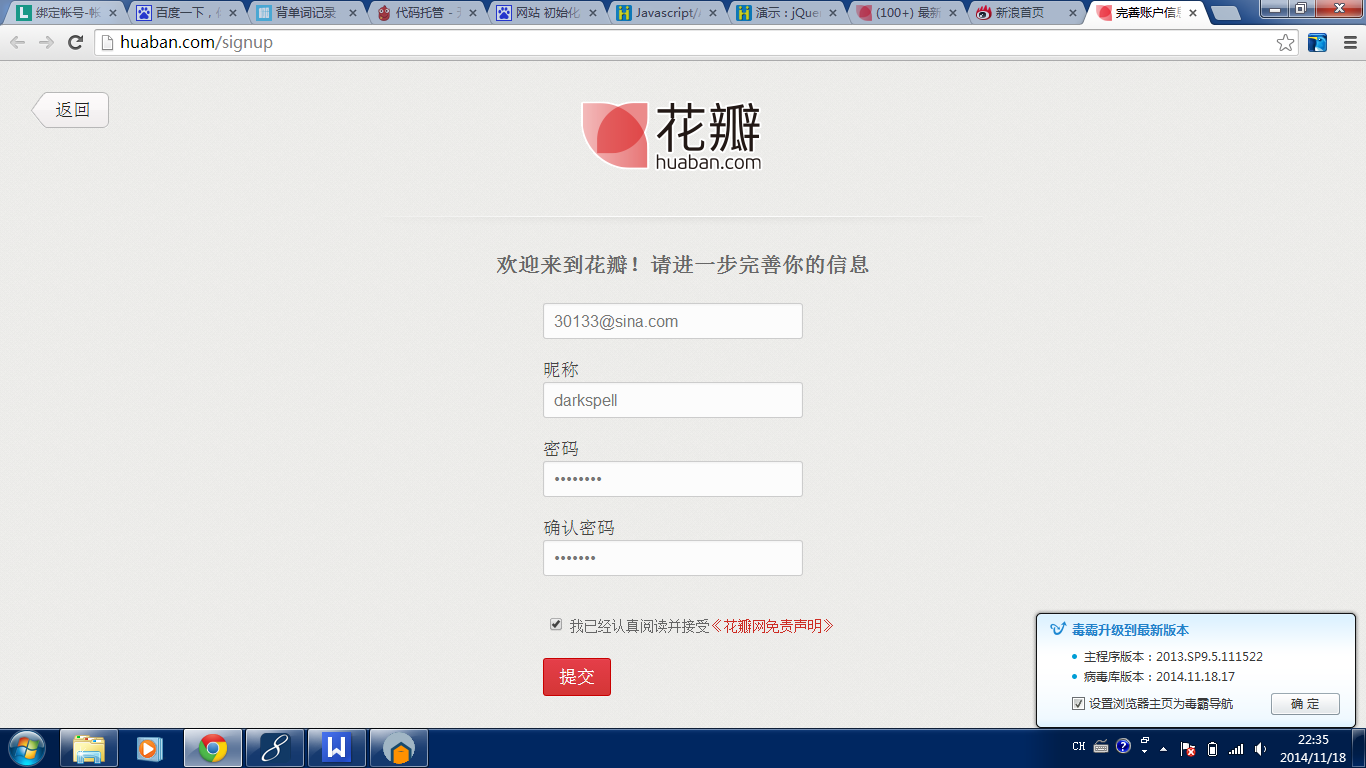 绑定帐号-帐
百度一下，
背单词记录
代码托管 -
网站 初始化
Javascript/
演示：jQue
(100+) 最新
新浪首页
完善账户信息
huaban.com/signup
返回
花瓣
huaban.com
欢迎来到花瓣！请进一步完善你的信息
30133@sina.com
昵称
darkspell
密码
••••••••
确认密码
•••••••
我已经认真阅读并接受《花瓣网免责声明》
提交
毒霸升级到最新版本
• 主程序版本：2013.SP9.5.111522
• 病毒库版本：2014.11.18.17
设置浏览器主页为毒霸导航
确 定
CH
22:35
2014/11/18